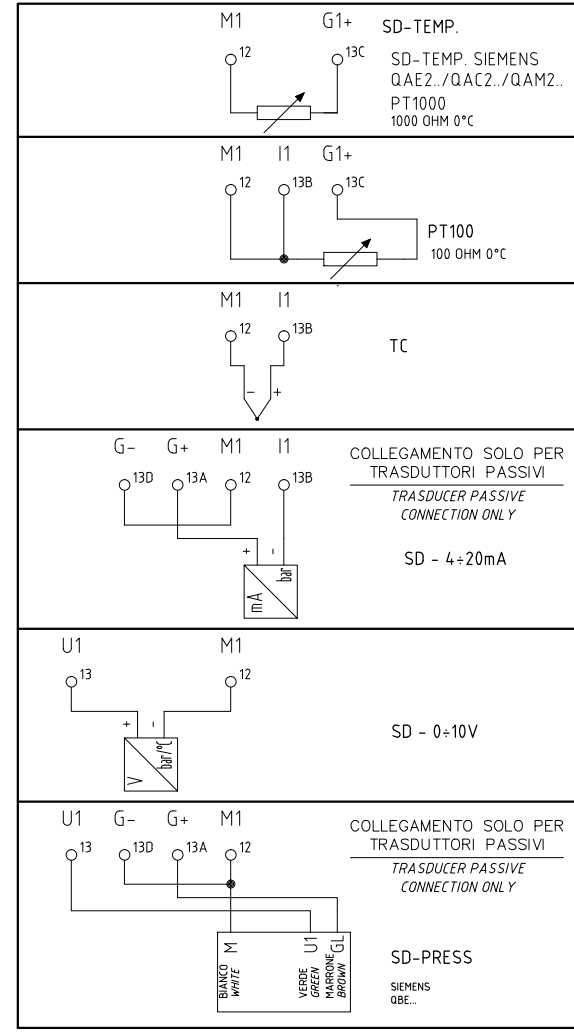 M1 G1+ SD-TEMP.
12 13C
SD-TEMP. SIEMENS
QAE2../QAC2../QAM2..
PT1000
1000 OHM 0°C
M1 I1 G1+
12 13B 13C
PT100
100 OHM 0°C
M1 I1
12 13B
TC
- +
G- G+ M1 I1
13D 13A 12 13B
COLLEGAMENTO SOLO PER
TRASDUTTORI PASSIVI
TRASDUCER PASSIVE
CONNECTION ONLY
+ -
mA bar
SD - 4÷20mA
U1 M1
13 12
+ -
V bar/°C
SD - 0÷10V
U1 G- G+ M1
13 13D 13A 12
COLLEGAMENTO SOLO PER
TRASDUTTORI PASSIVI
TRASDUCER PASSIVE
CONNECTION ONLY
M U1 GL
BIANCO
WHITE
VERDE
GREEN
MARRONE
BROWN
SD-PRESS
SIEMENS
QBE...